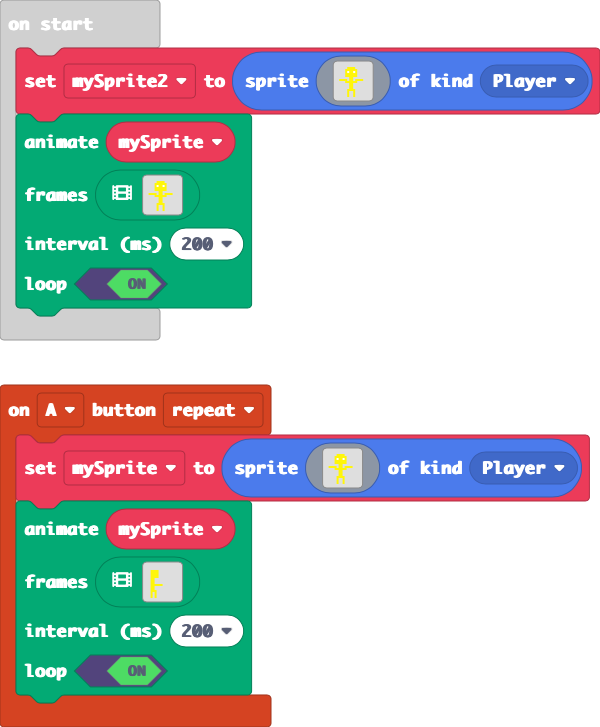 on start
set mySprite2 to sprite of kind Player
animate mySprite
frames
interval (ms) 200
loop ON
on A button repeat
set mySprite to sprite of kind Player
animate mySprite
frames
interval (ms) 200
loop ON